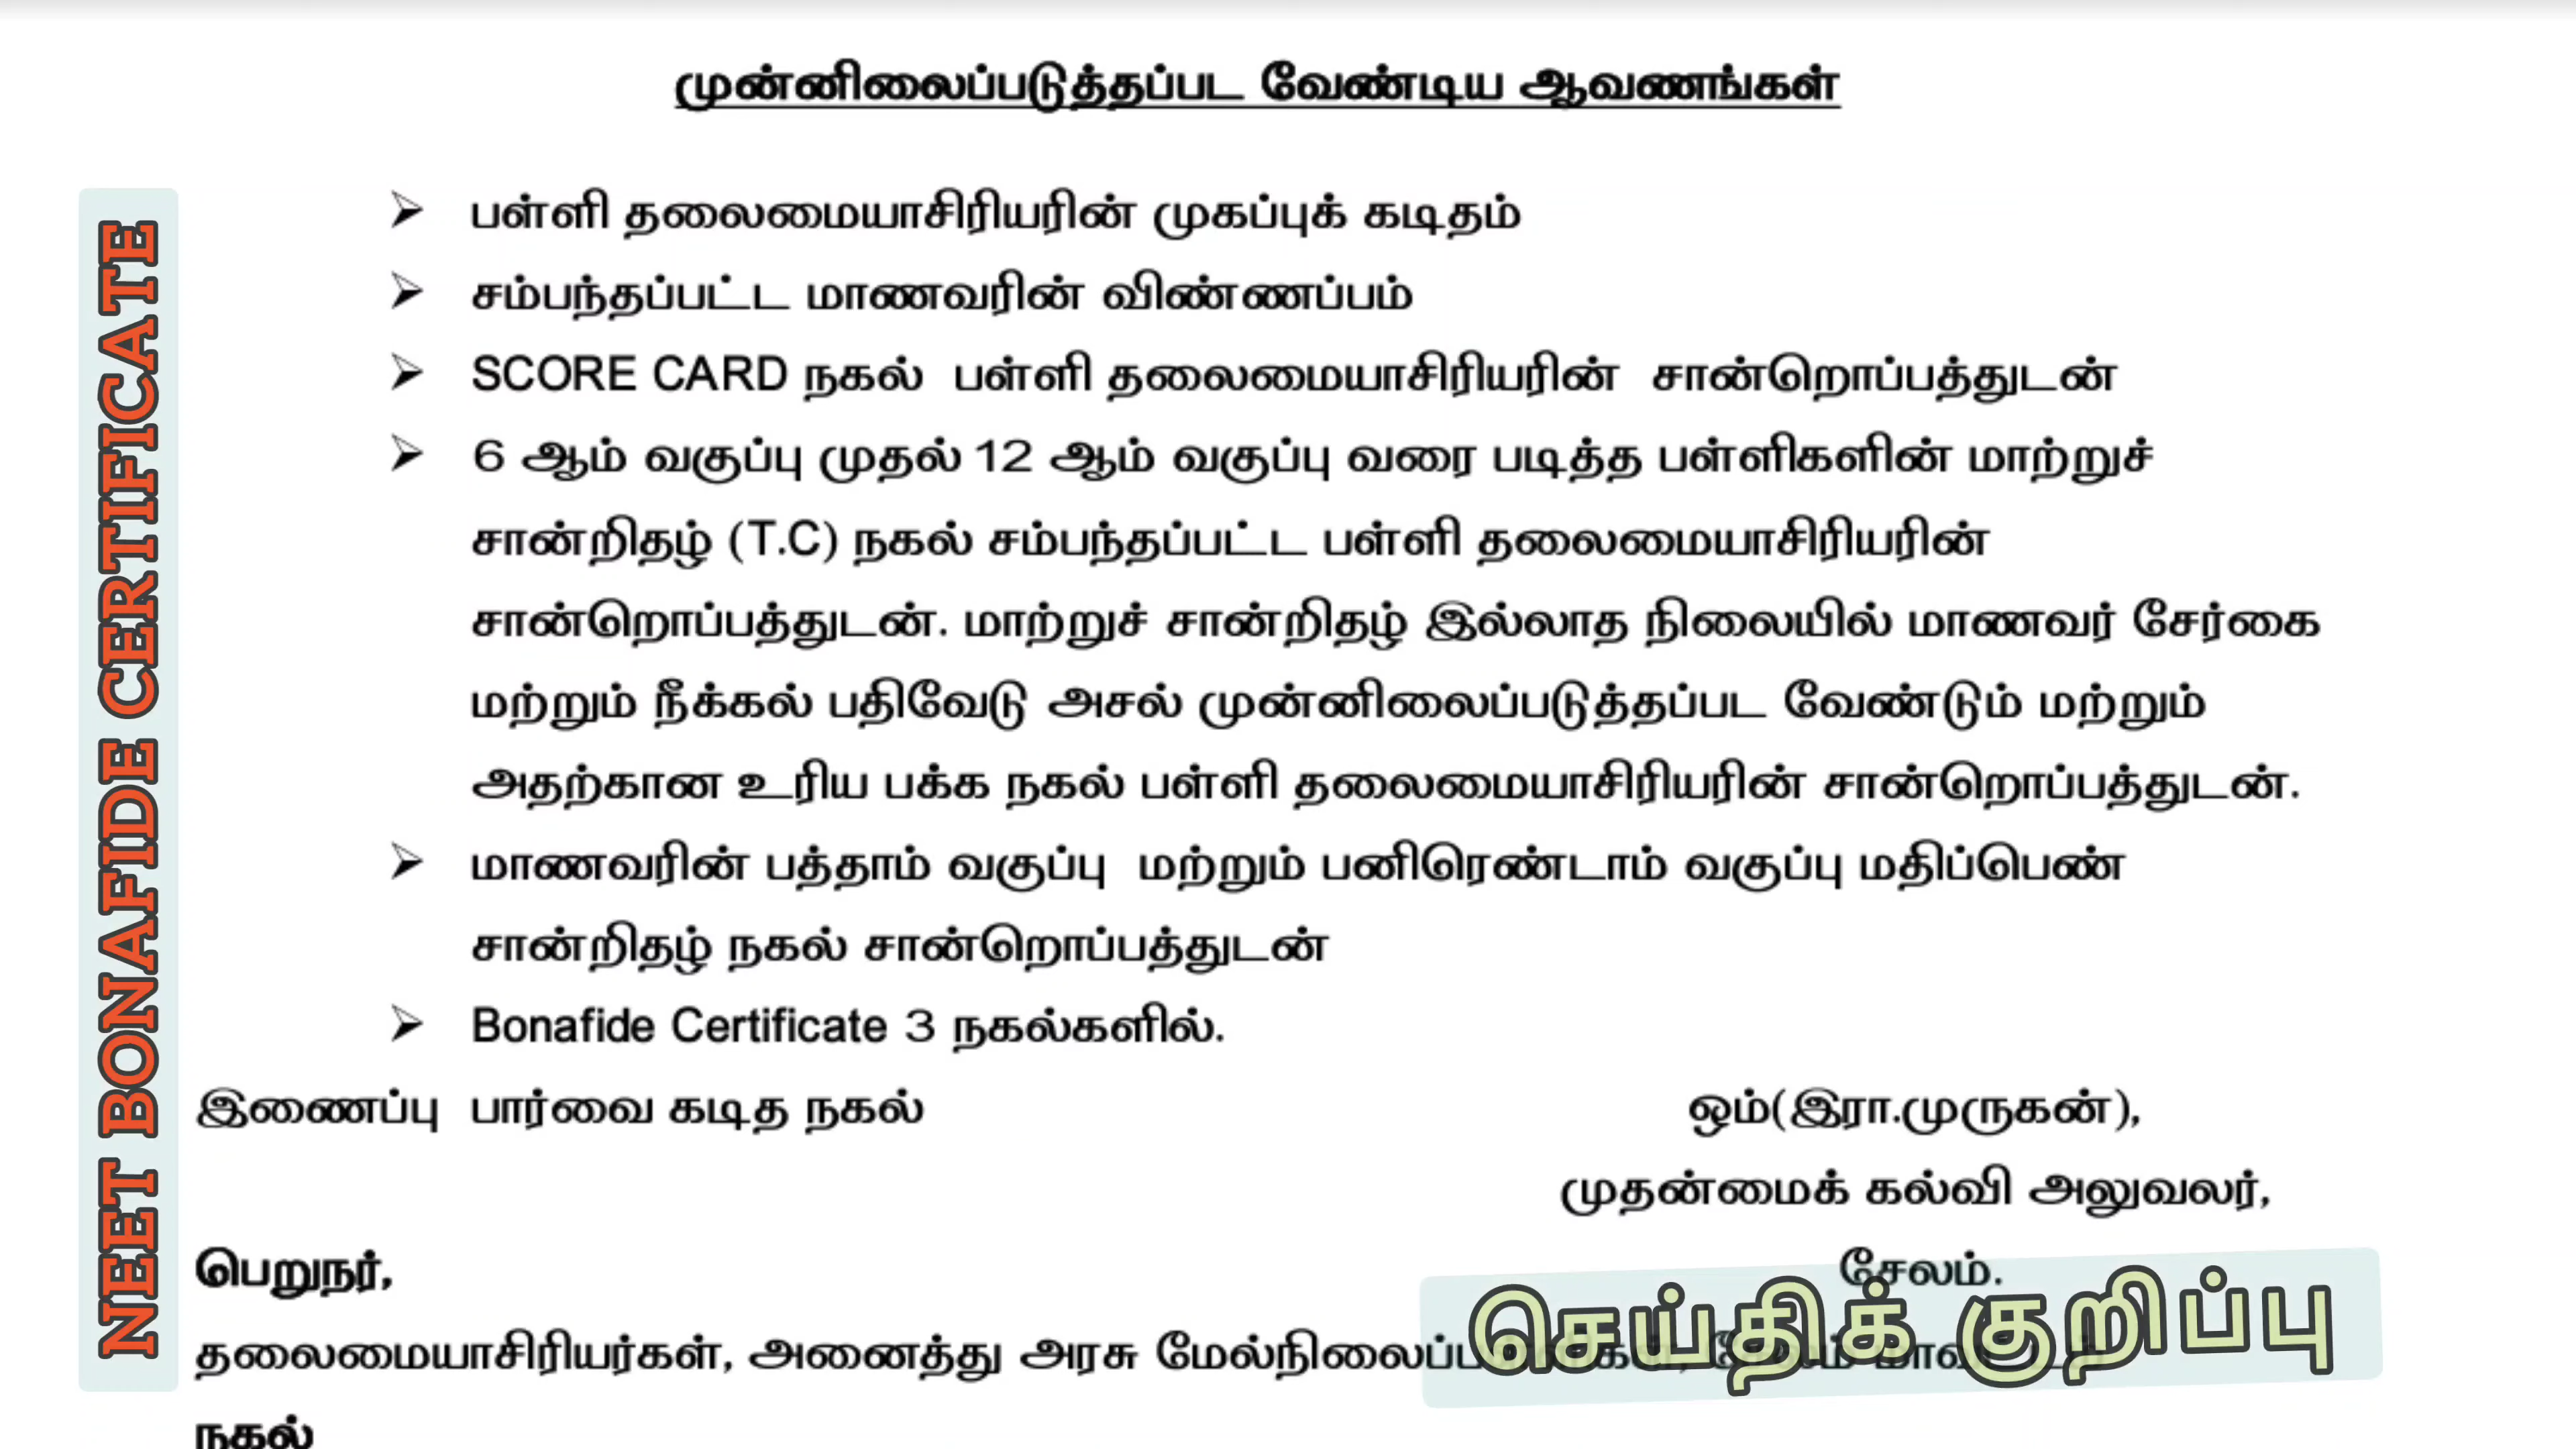 முன்னிலைப்படுத்தப்பட வேண்டிய ஆவணங்கள்
NEET BONAFIDE CERTIFICATE
➢ பள்ளி தலைமையாசிரியரின் முகப்புக் கடிதம்
➢ சம்பந்தப்பட்ட மாணவரின் விண்ணப்பம்
➢ SCORE CARD நகல் பள்ளி தலைமையாசிரியரின் சான்றொப்பத்துடன்
➢ 6 ஆம் வகுப்பு முதல் 12 ஆம் வகுப்பு வரை படித்த பள்ளிகளின் மாற்றுச்
சான்றிதழ் (T.C) நகல் சம்பந்தப்பட்ட பள்ளி தலைமையாசிரியரின்
சான்றொப்பத்துடன். மாற்றுச் சான்றிதழ் இல்லாத நிலையில் மாணவர் சேர்கை
மற்றும் நீக்கல் பதிவேடு அசல் முன்னிலைப்படுத்தப்பட வேண்டும் மற்றும்
அதற்கான உரிய பக்க நகல் பள்ளி தலைமையாசிரியரின் சான்றொப்பத்துடன்.
➢ மாணவரின் பத்தாம் வகுப்பு மற்றும் பனிரெண்டாம் வகுப்பு மதிப்பெண்
சான்றிதழ் நகல் சான்றொப்பத்துடன்
➢ Bonafide Certificate 3 நகல்களில்.
இணைப்பு பார்வை கடித நகல்
ஒம்(இரா.முருகன்),
முதன்மைக் கல்வி அலுவலர்,
சேலம்.
பெறுநர்,
தலைமையாசிரியர்கள், அனைத்து அரசு
செய்திக் குறிப்பு
நகல்